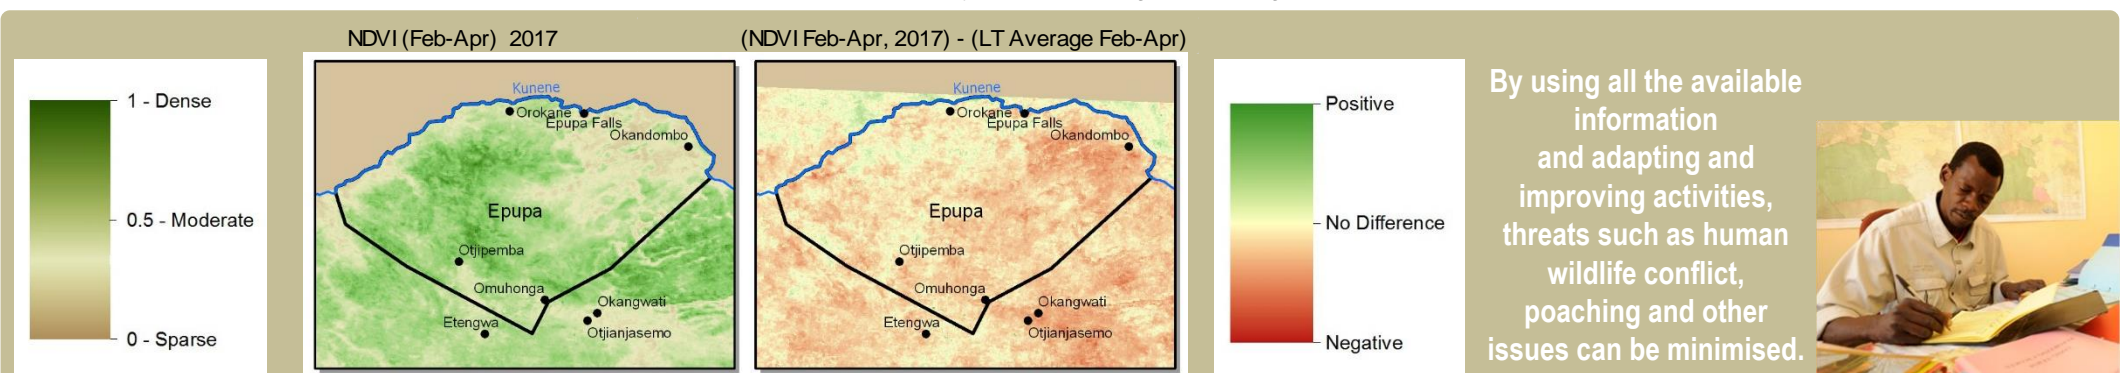 NDVI (Feb-Apr) 2017
(NDVI Feb-Apr, 2017) - (LT Average Feb-Apr)
1 - Dense
0.5 - Moderate
0 - Sparse
Kunene
Orokane
Epupa Falls
Okandombo
Epupa
Otjipemba
Omuhonga
Okangwati
Etengwa
Otjianjasemo
Kunene
Orokane
Epupa Falls
Okandombo
Epupa
Otjipemba
Omuhonga
Okangwati
Etengwa
Otjianjasemo
Positive
No Difference
Negative
By using all the available
information
and adapting and
improving activities,
threats such as human
wildlife conflict,
poaching and other
issues can be minimised.